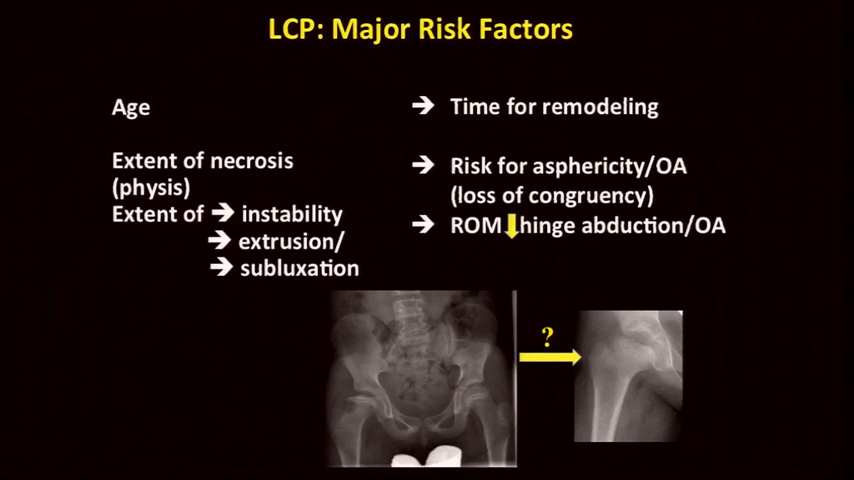 LCP: Major Risk Factors
Age → Time for remodeling
Extent of necrosis → Risk for asphericity/OA
(physis) (loss of congruency)
Extent of → instability → ROM ↓ hinge abduction/OA
→ extrusion/
→ subluxation
?